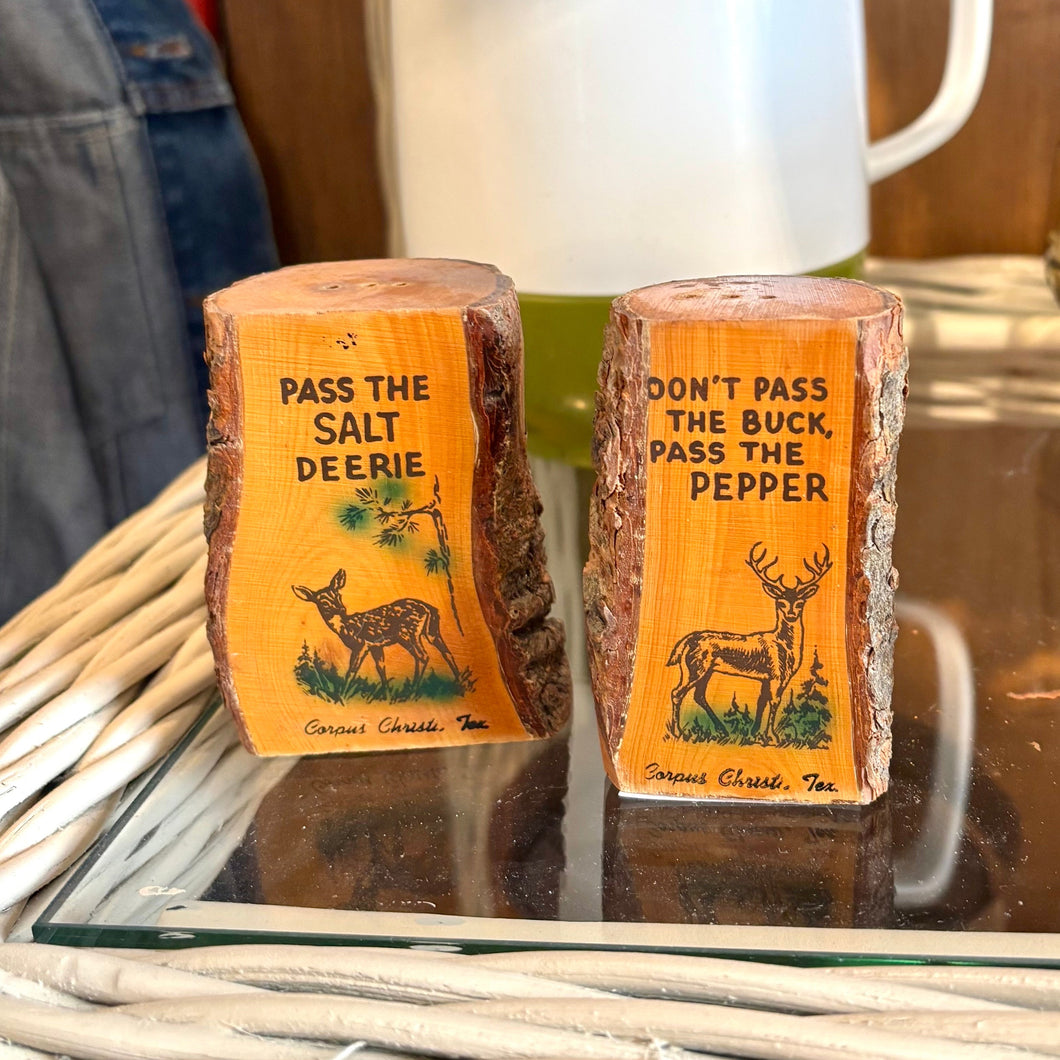 PASS THE
SALT
DEERIE
Corpus Christi, Tex.
DON'T PASS
THE BUCK,
PASS THE
PEPPER
Corpus Christi, Tex.